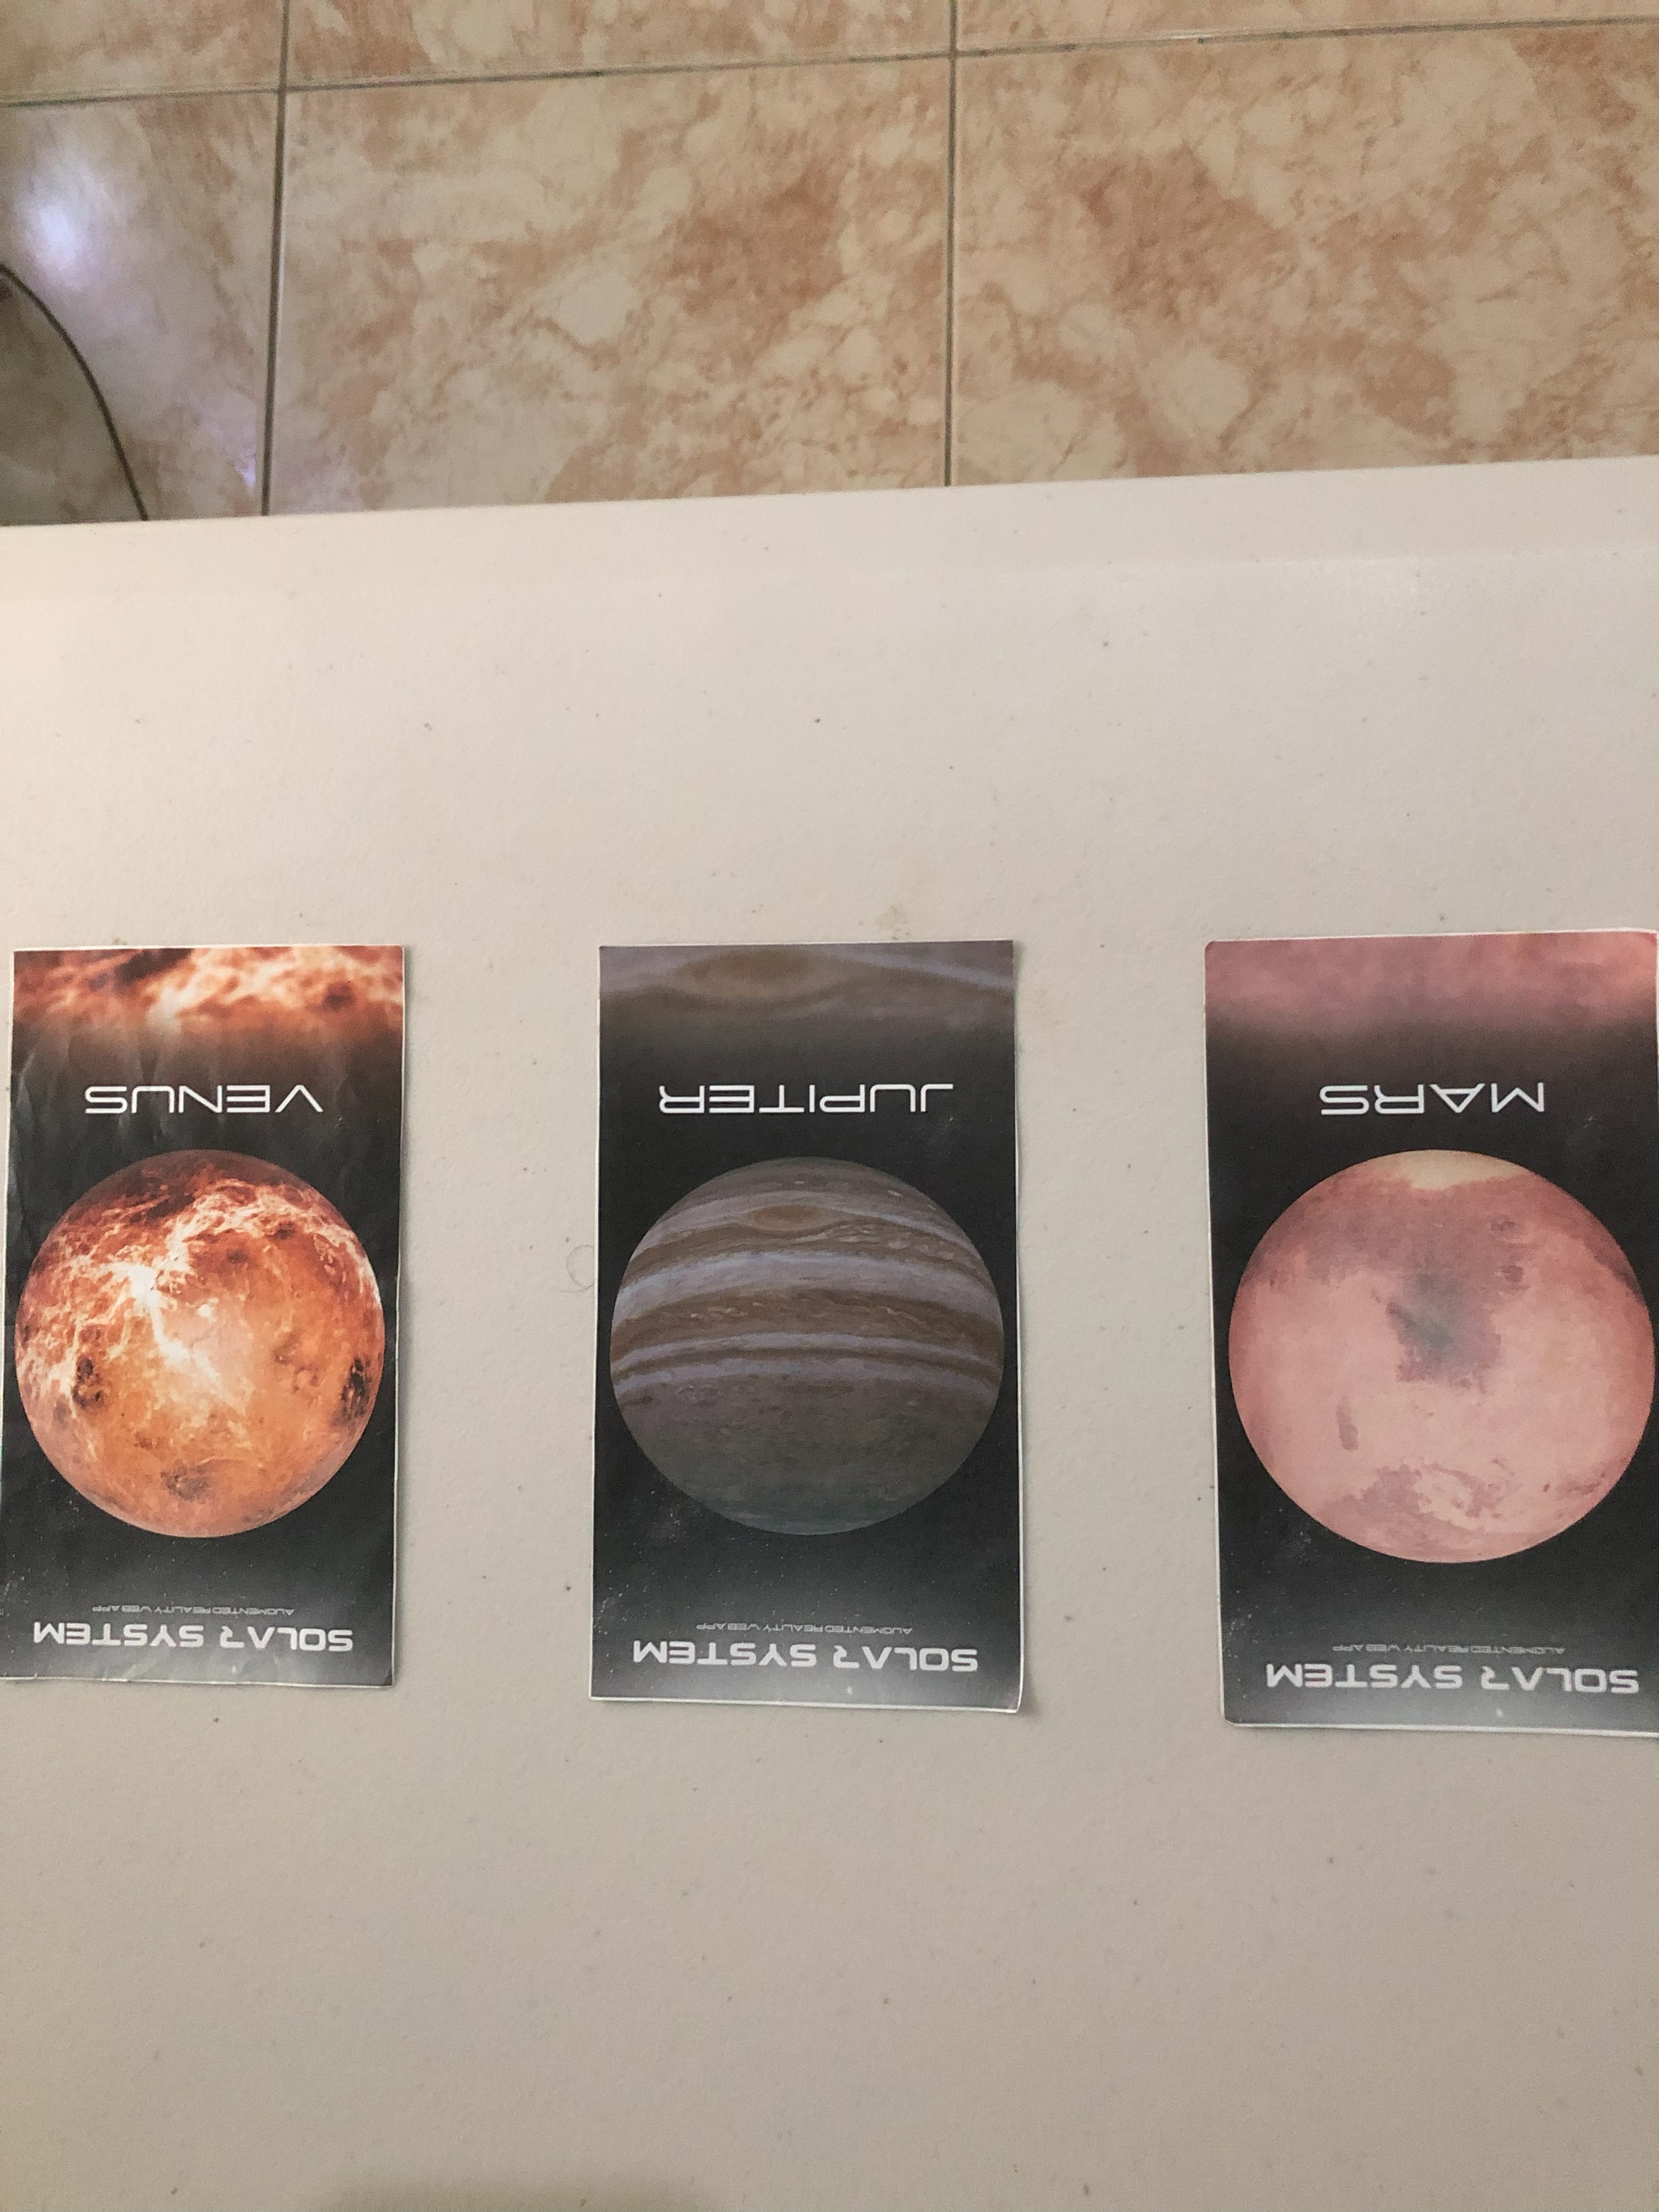 SOLAR SYSTEM
AUGMENTED REALITY WEB APP
VENUS
SOLAR SYSTEM
AUGMENTED REALITY WEB APP
JUPITER
SOLAR SYSTEM
AUGMENTED REALITY WEB APP
MARS